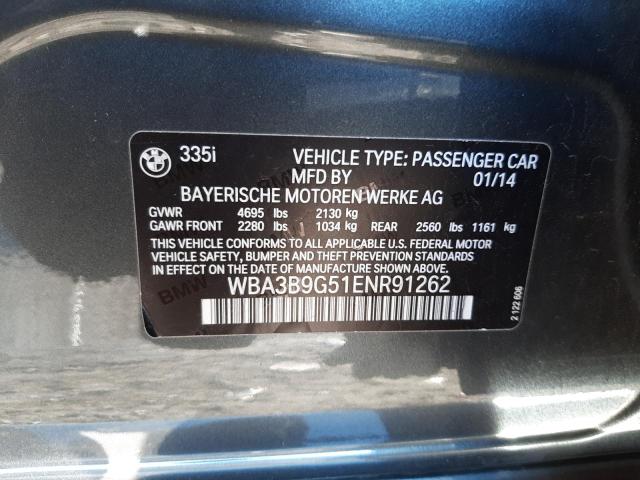 335i VEHICLE TYPE: PASSENGER CAR
MFD BY 01/14
BAYERISCHE MOTOREN WERKE AG
GVWR 4695 lbs 2130 kg
GAWR FRONT 2280 lbs 1034 kg REAR 2560 lbs 1161 kg
THIS VEHICLE CONFORMS TO ALL APPLICABLE U.S. FEDERAL MOTOR
VEHICLE SAFETY, BUMPER AND THEFT PREVENTION STANDARDS
IN EFFECT ON THE DATE OF MANUFACTURE SHOWN ABOVE.
WBA3B9G51ENR91262
2 122 606